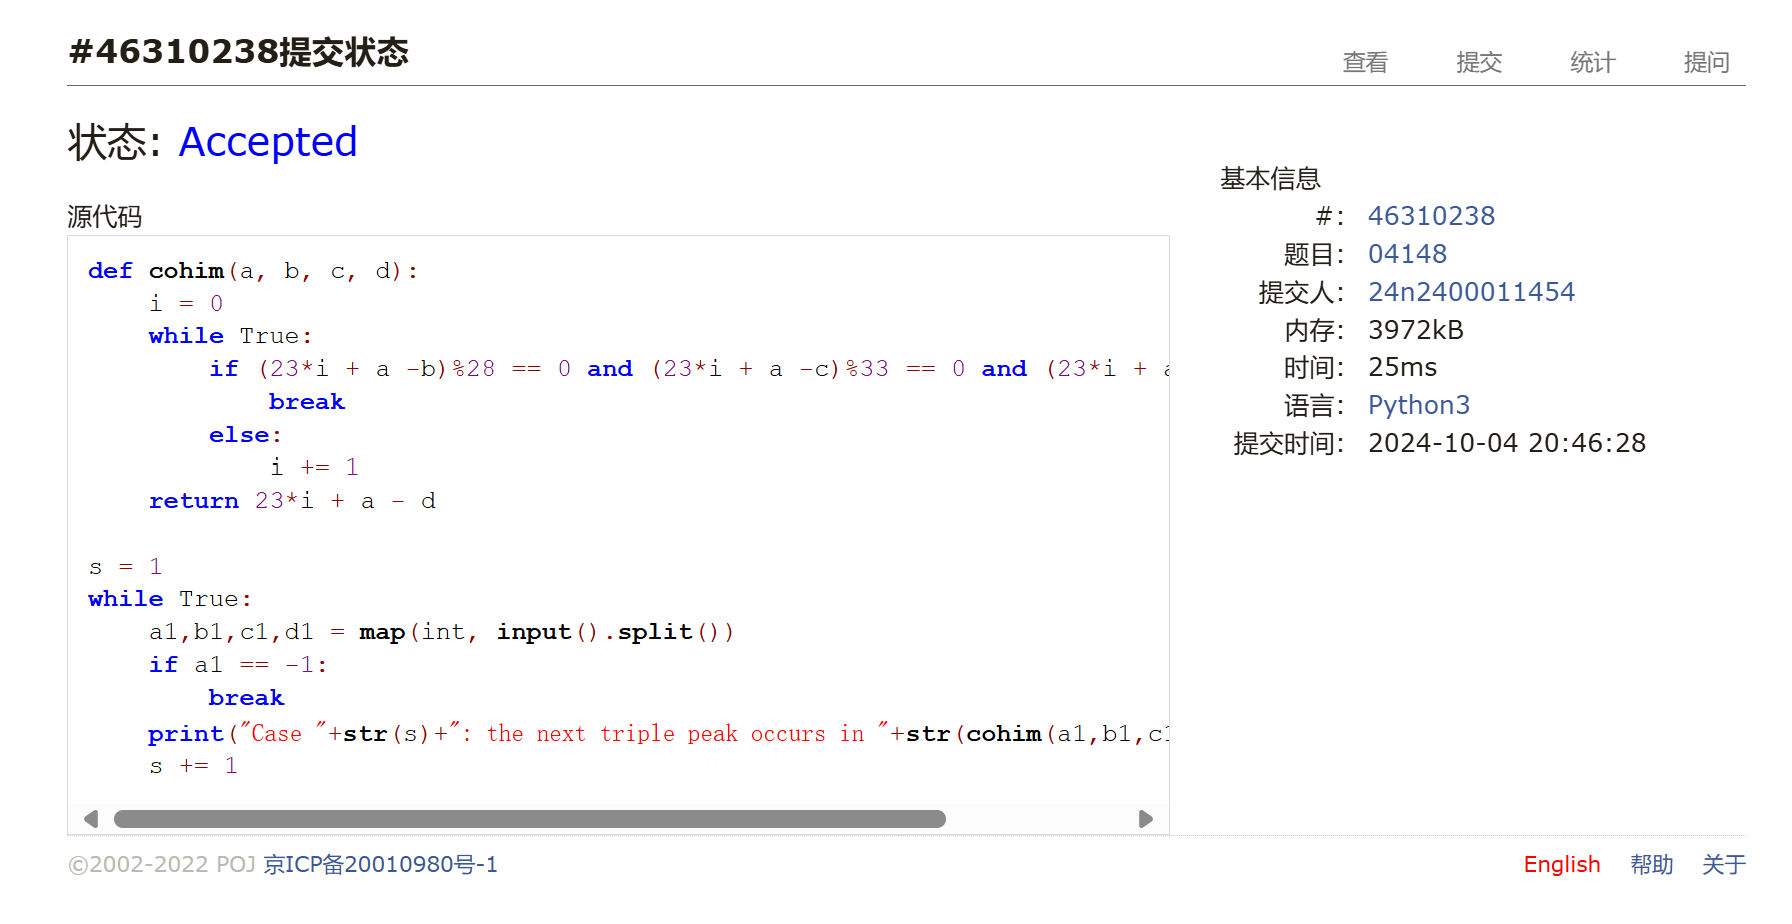 #46310238提交状态
查看 提交 统计 提问
状态: Accepted
源代码
def cohim(a, b, c, d):
    i = 0
    while True:
        if (23*i + a -b)%28 == 0 and (23*i + a -c)%33 == 0 and (23*i +
            break
        else:
            i += 1
    return 23*i + a - d
s = 1
while True:
    a1,b1,c1,d1 = map(int, input().split())
    if a1 == -1:
        break
    print("Case "+str(s)+": the next triple peak occurs in "+str(cohim(a1,b1,c1
    s += 1
基本信息
#: 46310238
题目: 04148
提交人: 24n2400011454
内存: 3972kB
时间: 25ms
语言: Python3
提交时间: 2024-10-04 20:46:28
©2002-2022 POJ 京ICP备20010980号-1
English 帮助 关于